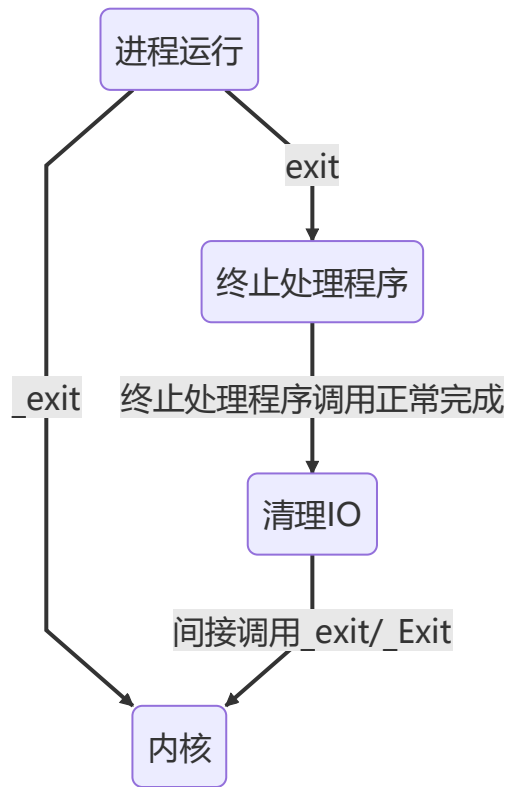 进程运行
exit
终止处理程序
_exit
终止处理程序调用正常完成
清理IO
间接调用_exit/_Exit
内核